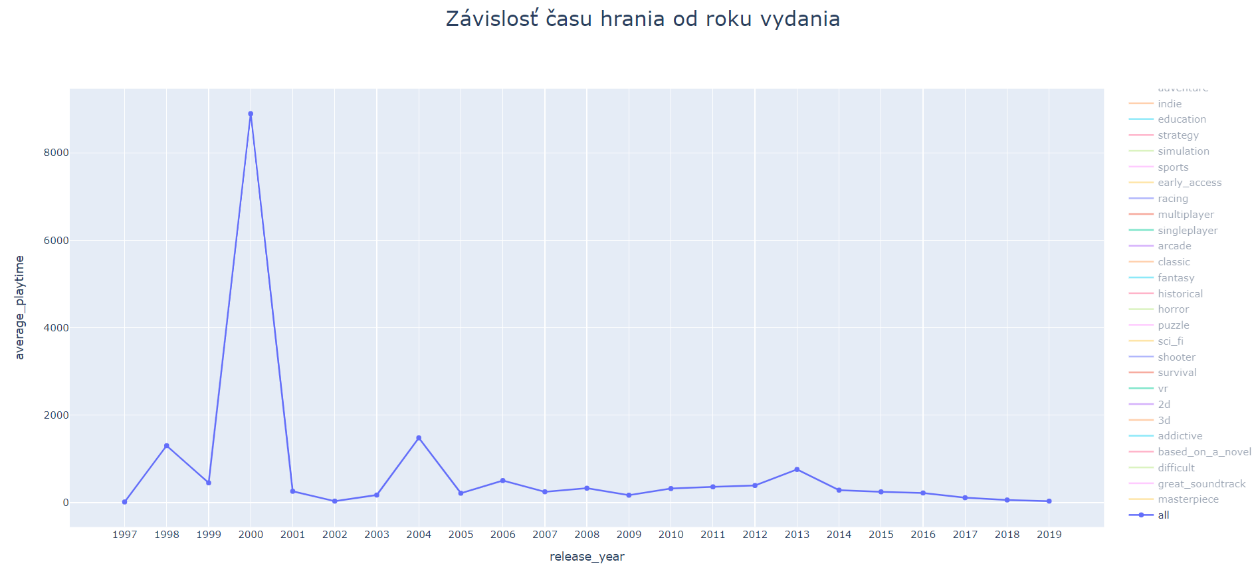 Závislosť času hrania od roku vydania
average_playtime
8000
6000
4000
2000
0
1997 1998 1999 2000 2001 2002 2003 2004 2005 2006 2007 2008 2009 2010 2011 2012 2013 2014 2015 2016 2017 2018 2019
release_year
adventure
indie
education
strategy
simulation
sports
early_access
racing
multiplayer
singleplayer
arcade
classic
fantasy
historical
horror
puzzle
sci_fi
shooter
survival
vr
2d
3d
addictive
based_on_a_novel
difficult
great_soundtrack
masterpiece
all